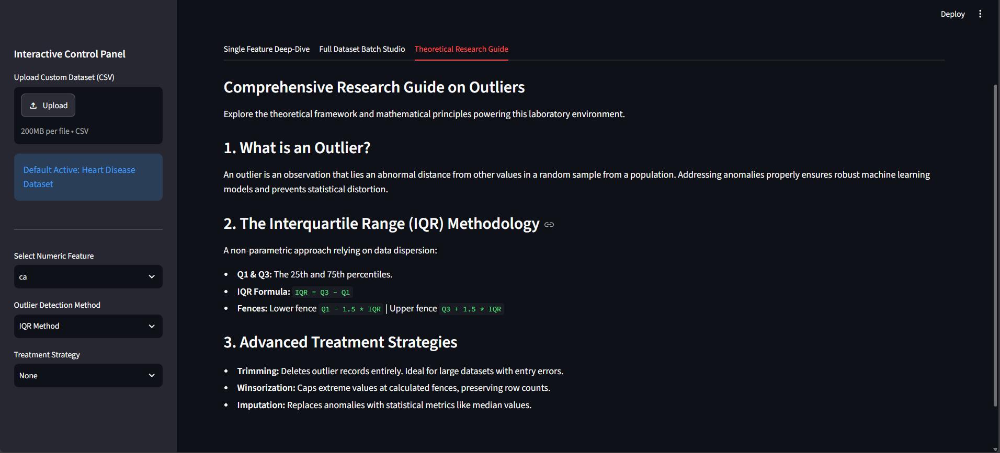 Deploy
Interactive Control Panel
Upload Custom Dataset (CSV)
Upload
200MB per file • CSV
Default Active: Heart Disease
Dataset
Select Numeric Feature
ca
Outlier Detection Method
IQR Method
Treatment Strategy
None
Single Feature Deep-Dive Full Dataset Batch Studio Theoretical Research Guide
Comprehensive Research Guide on Outliers
Explore the theoretical framework and mathematical principles powering this laboratory environment.
1. What is an Outlier?
An outlier is an observation that lies an abnormal distance from other values in a random sample from a population. Addressing anomalies properly ensures robust machine learning
models and prevents statistical distortion.
2. The Interquartile Range (IQR) Methodology
A non-parametric approach relying on data dispersion:
• Q1 & Q3: The 25th and 75th percentiles.
• IQR Formula: IQR = Q3 - Q1
• Fences: Lower fence Q1 - 1.5 * IQR | Upper fence Q3 + 1.5 * IQR
3. Advanced Treatment Strategies
• Trimming: Deletes outlier records entirely. Ideal for large datasets with entry errors.
• Winsorization: Caps extreme values at calculated fences, preserving row counts.
• Imputation: Replaces anomalies with statistical metrics like median values.